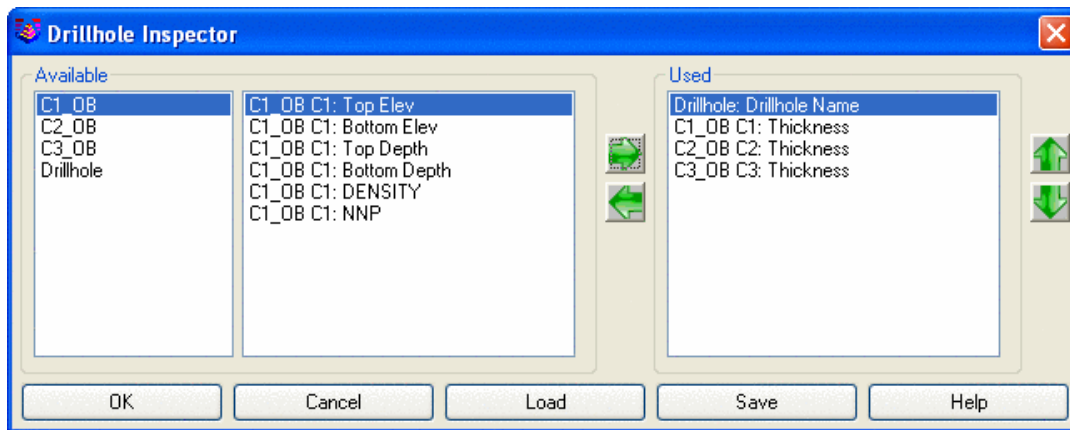 Drillhole Inspector
Available
C1_OB
C2_OB
C3_OB
Drillhole
C1_OB C1: Top Elev
C1_OB C1: Bottom Elev
C1_OB C1: Top Depth
C1_OB C1: Bottom Depth
C1_OB C1: DENSITY
C1_OB C1: NNP
Used
Drillhole: Drillhole Name
C1_OB C1: Thickness
C2_OB C2: Thickness
C3_OB C3: Thickness
OK
Cancel
Load
Save
Help